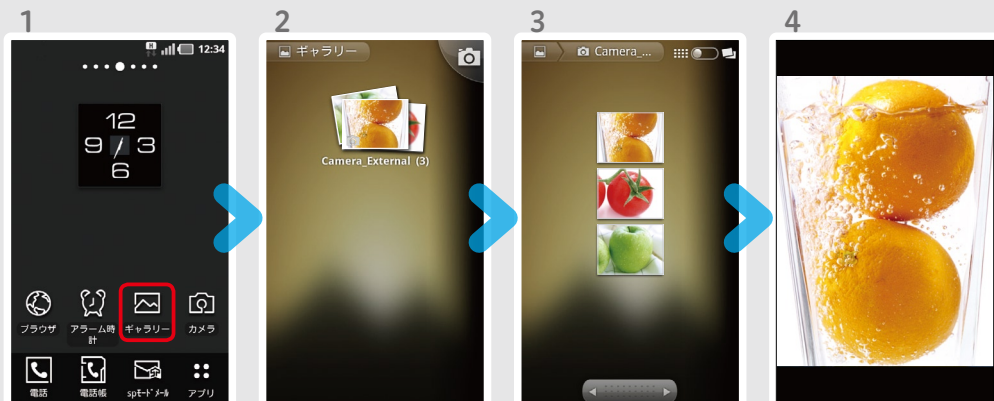 1
12:34
12
9 3
6
ブラウザ
アラーム時計
ギャラリー
カメラ
電話
電話帳
spモードメール
アプリ
2
ギャラリー
Camera_External (3)
3
Camera_...
4